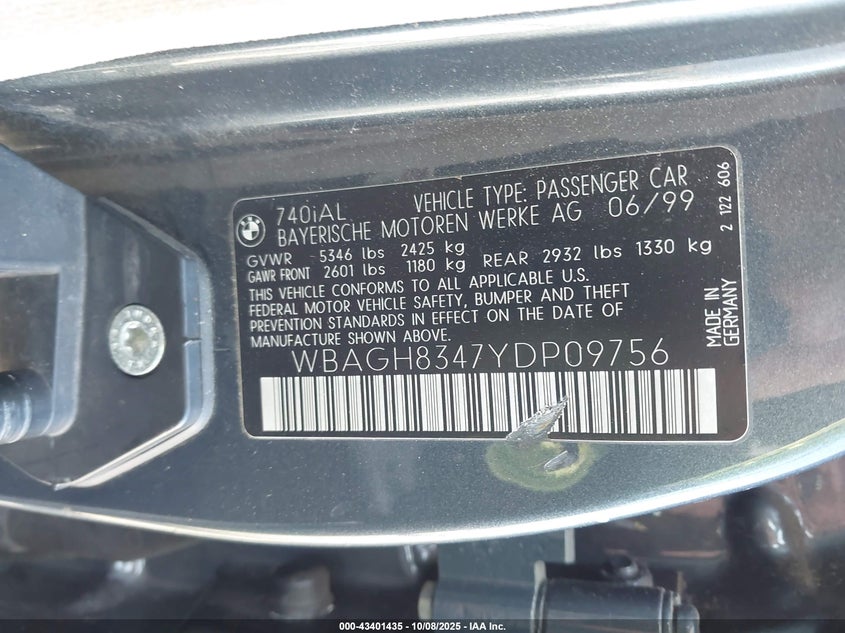 740iAL VEHICLE TYPE: PASSENGER CAR
BAYERISCHE MOTOREN WERKE AG 06/99
GVWR 5346 lbs 2425 kg
GAWR FRONT 2601 lbs 1180 kg REAR 2932 lbs 1330 kg
THIS VEHICLE CONFORMS TO ALL APPLICABLE U.S.
FEDERAL MOTOR VEHICLE SAFETY, BUMPER AND THEFT
PREVENTION STANDARDS IN EFFECT ON THE DATE OF
MANUFACTURE SHOWN ABOVE.
WBAGH8347YDP09756
MADE IN
GERMANY
2 122 606
000-43401435 - 10/08/2025 - IAA Inc.